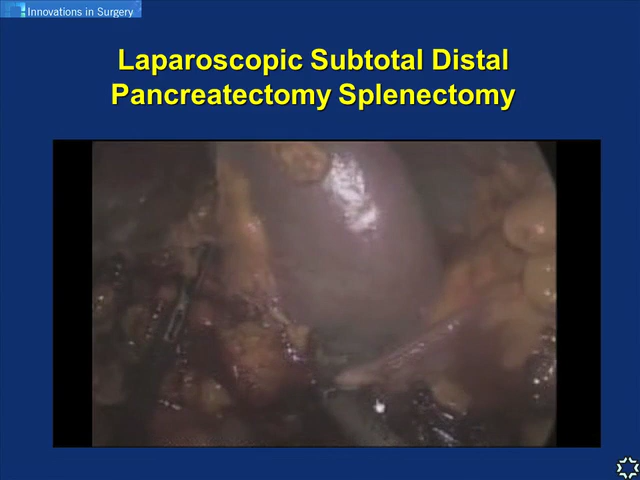 Innovations in Surgery
Laparoscopic Subtotal Distal
Pancreatectomy Splenectomy